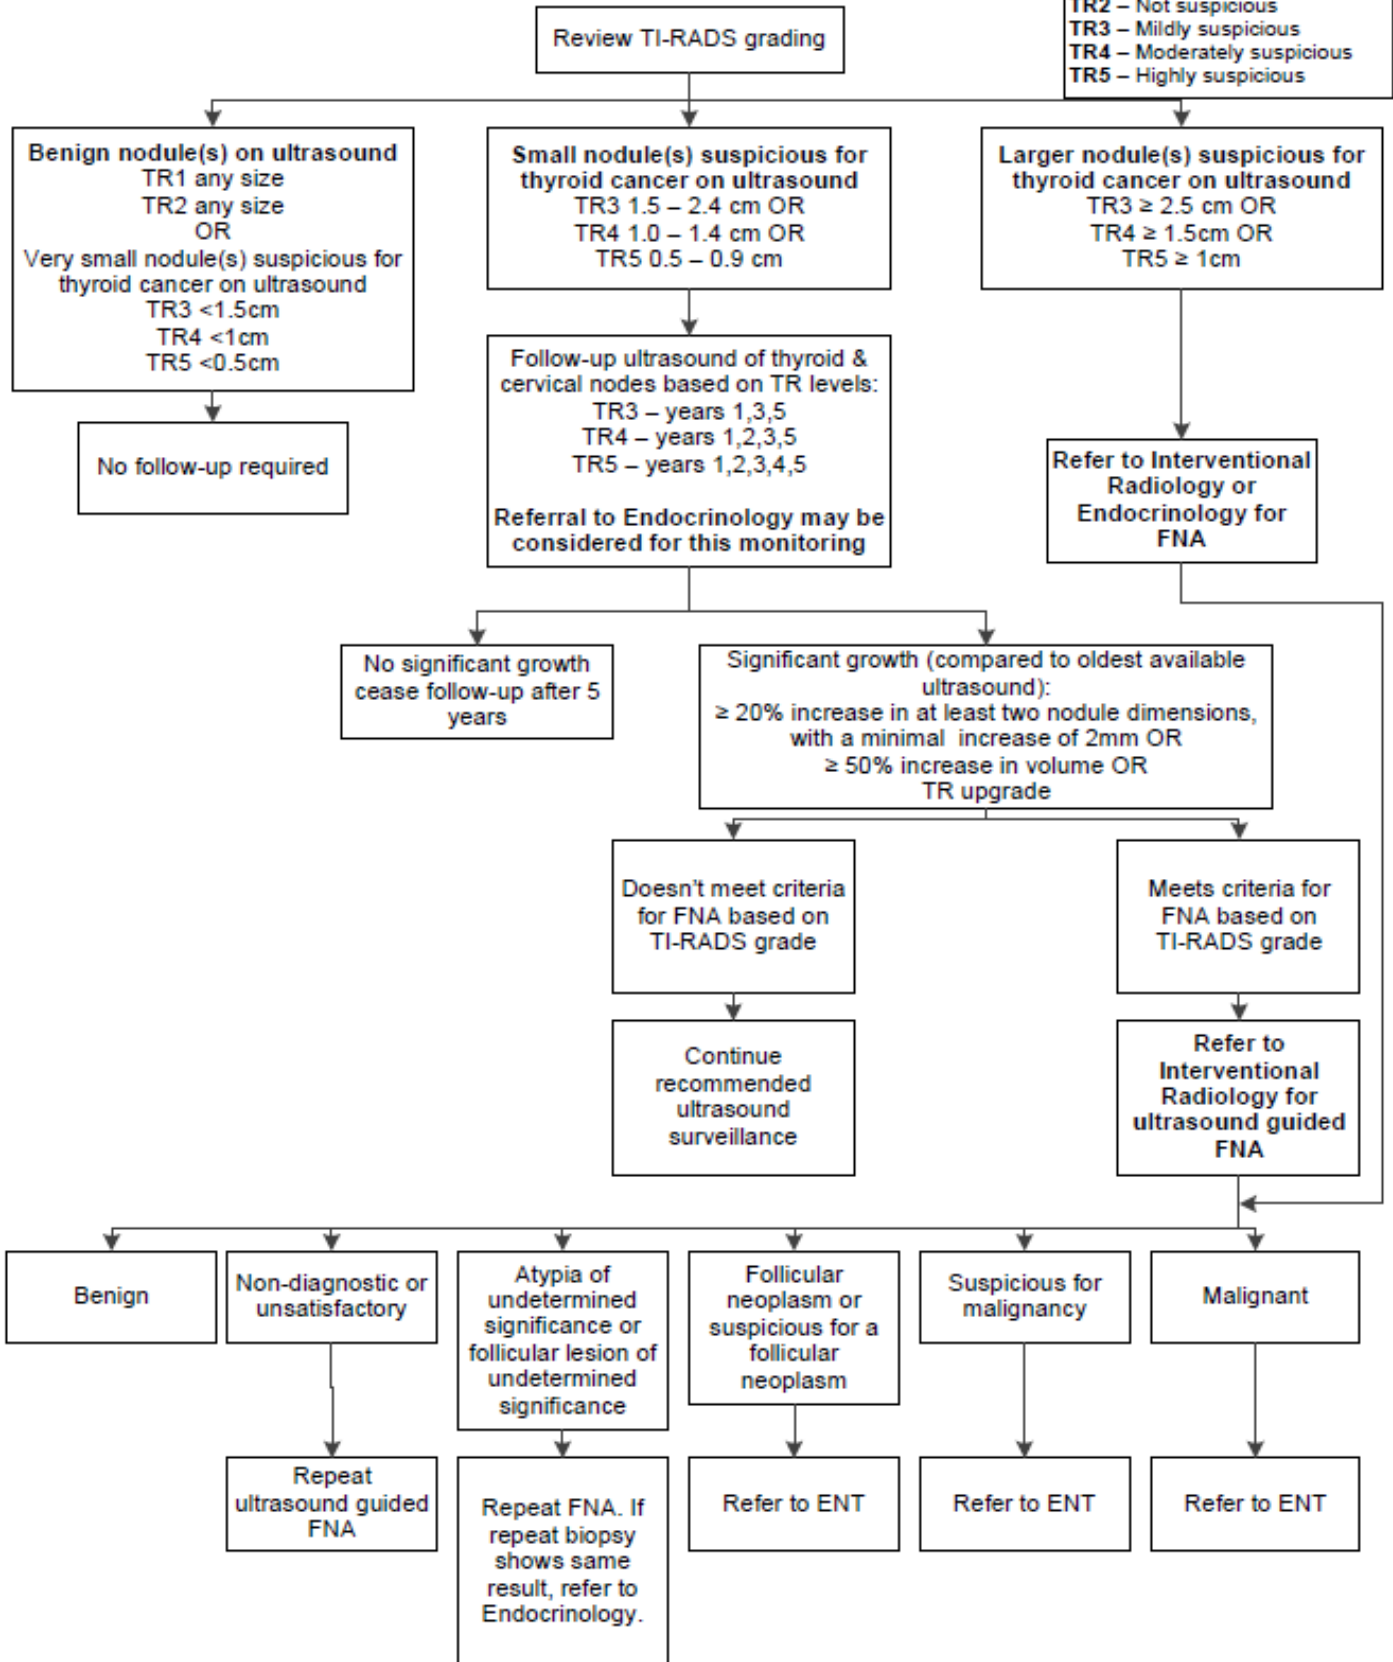 TR2 – Not suspicious
TR3 – Mildly suspicious
TR4 – Moderately suspicious
TR5 – Highly suspicious
Review TI-RADS grading
Benign nodule(s) on ultrasound
TR1 any size
TR2 any size
OR
Very small nodule(s) suspicious for
thyroid cancer on ultrasound
TR3 <1.5cm
TR4 <1cm
TR5 <0.5cm
Small nodule(s) suspicious for
thyroid cancer on ultrasound
TR3 1.5 – 2.4 cm OR
TR4 1.0 – 1.4 cm OR
TR5 0.5 – 0.9 cm
Larger nodule(s) suspicious for
thyroid cancer on ultrasound
TR3 ≥ 2.5 cm OR
TR4 ≥ 1.5cm OR
TR5 ≥ 1cm
No follow-up required
Follow-up ultrasound of thyroid &
cervical nodes based on TR levels:
TR3 – years 1,3,5
TR4 – years 1,2,3,5
TR5 – years 1,2,3,4,5
Referral to Endocrinology may be
considered for this monitoring
Refer to Interventional
Radiology or
Endocrinology for
FNA
No significant growth
cease follow-up after 5
years
Significant growth (compared to oldest available
ultrasound):
≥ 20% increase in at least two nodule dimensions,
with a minimal increase of 2mm OR
≥ 50% increase in volume OR
TR upgrade
Doesn't meet criteria
for FNA based on
TI-RADS grade
Meets criteria for
FNA based on
TI-RADS grade
Continue
recommended
ultrasound
surveillance
Refer to
Interventional
Radiology for
ultrasound guided
FNA
Benign
Non-diagnostic or
unsatisfactory
Atypia of
undetermined
significance or
follicular lesion of
undetermined
significance
Follicular
neoplasm or
suspicious for a
follicular
neoplasm
Suspicious for
malignancy
Malignant
Repeat
ultrasound guided
FNA
Repeat FNA. If
repeat biopsy
shows same
result, refer to
Endocrinology.
Refer to ENT
Refer to ENT
Refer to ENT